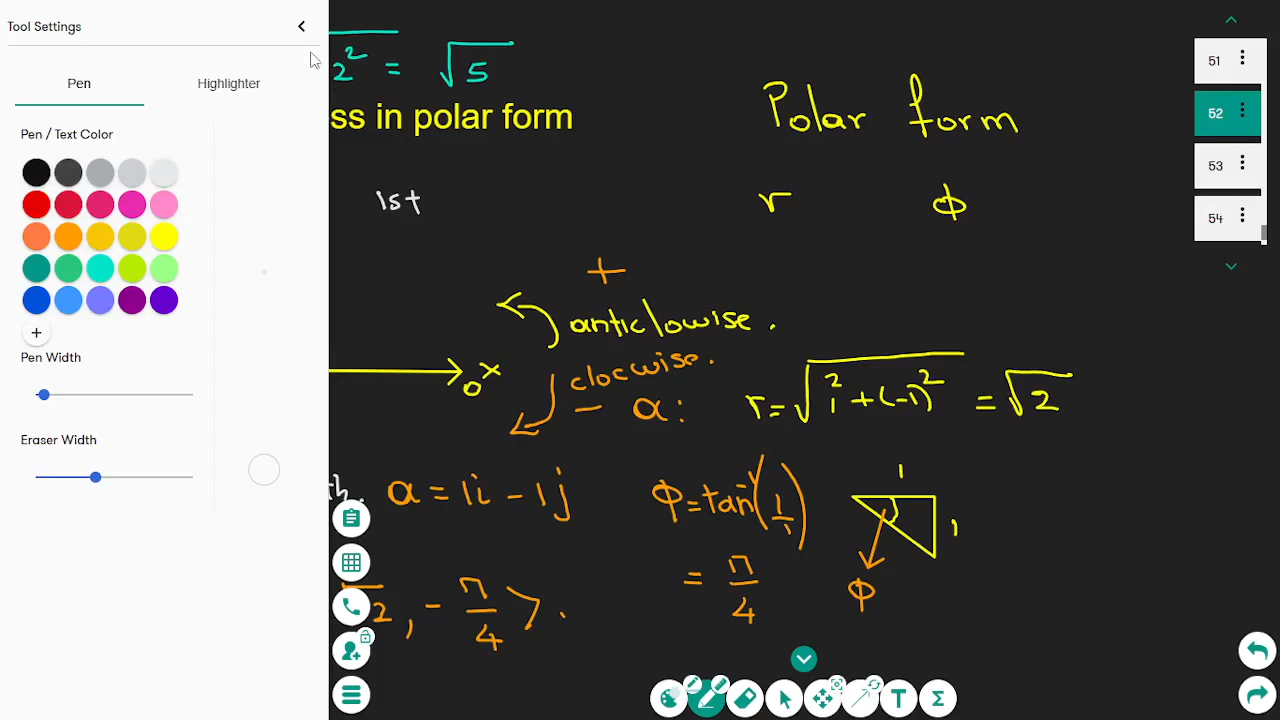 Tool Settings
Pen Highlighter
Pen / Text Color
Pen Width
Eraser Width
2² = √5
ss in polar form
Polar form
1st
r ϕ
+
anticlowise.
clocwise.
x
0
- a:
r = √1² + (-1)² = √2
th. a = 1i - 1j
ϕ = tan⁻¹(1/1)
1
1
= π/4
ϕ
2, - π/4 >.
51
52
53
54
T
Σ